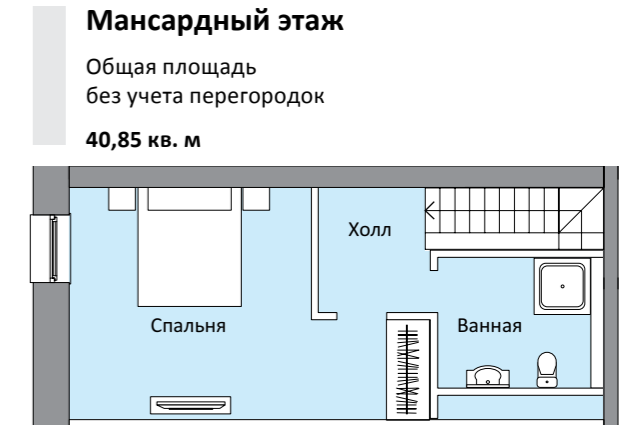 Мансардный этаж
Общая площадь
без учета перегородок
40,85 кв. м
Холл
Спальня
Ванная